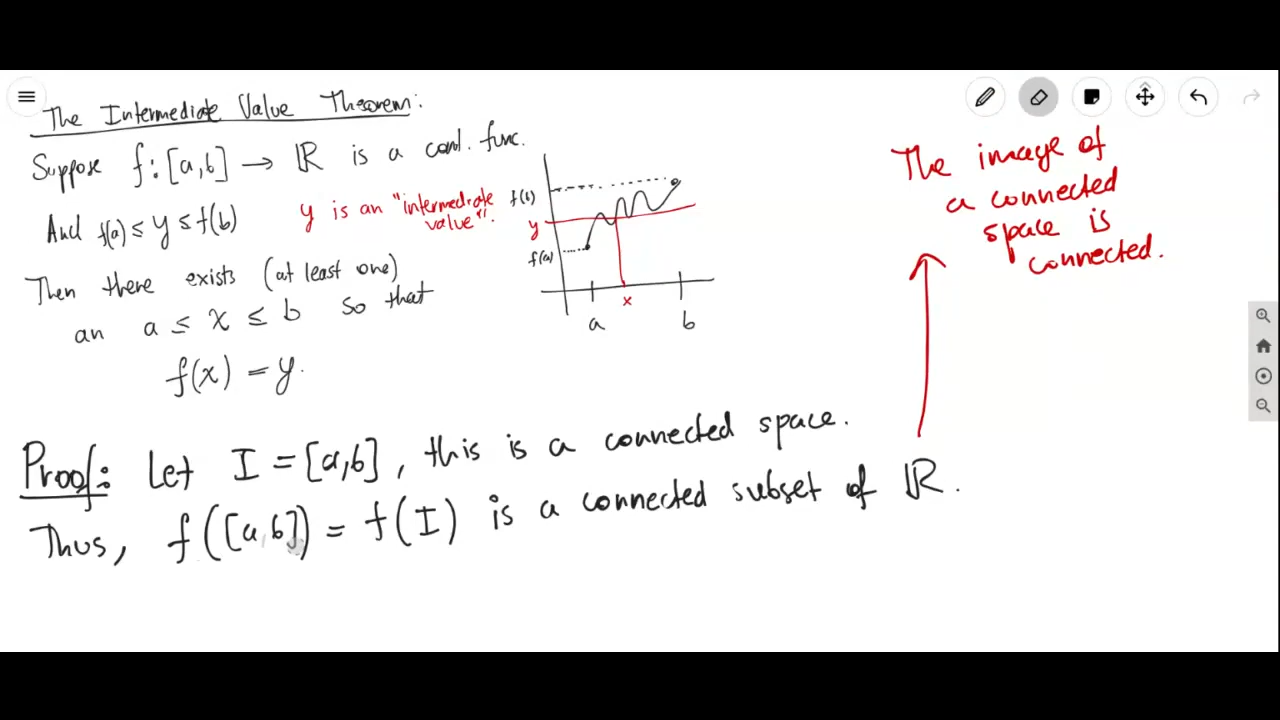 The Intermediate Value Theorem:
Suppose f: [a,b] → ℝ is a cont. func.
And f(a) ≤ y ≤ f(b)
y is an "intermediate
value".
Then there exists (at least one)
an a ≤ x ≤ b so that
f(x) = y.
f(b)
y
f(a)
x
a
b
The image of
a connected
space is
connected.
Proof: Let I = [a,b], this is a connected space.
Thus, f([a,b]) = f(I) is a connected subset of ℝ.